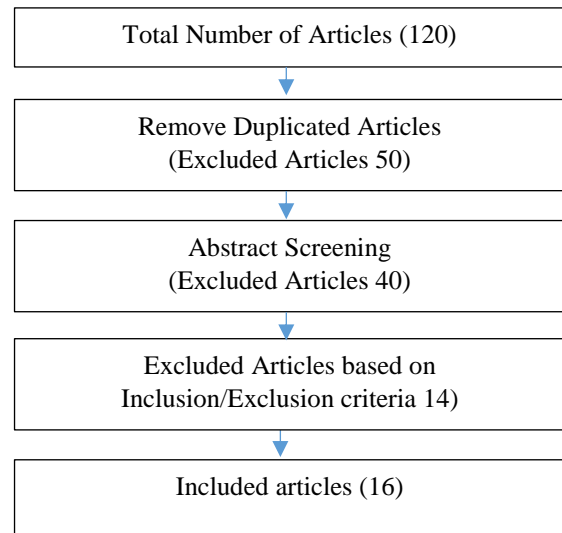 Total Number of Articles (120)
Remove Duplicated Articles
(Excluded Articles 50)
Abstract Screening
(Excluded Articles 40)
Excluded Articles based on
Inclusion/Exclusion criteria 14)
Included articles (16)